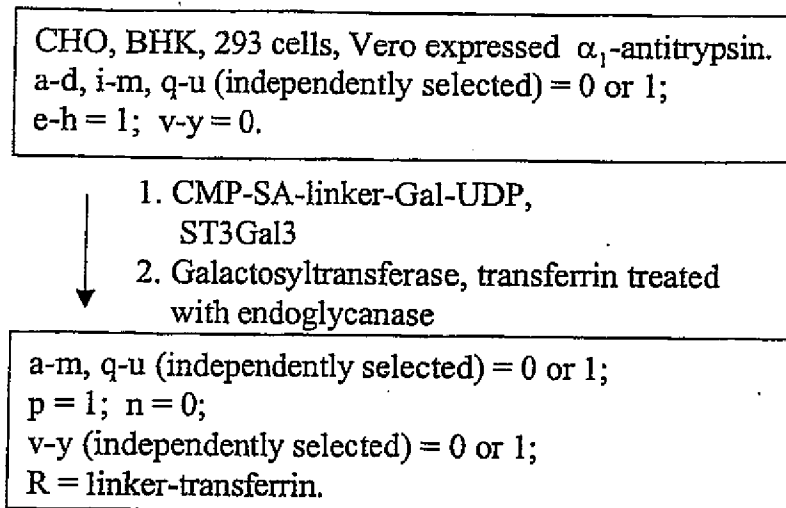 CHO, BHK, 293 cells, Vero expressed α₁-antitrypsin.
a-d, i-m, q-u (independently selected) = 0 or 1;
e-h = 1; v-y = 0.
1. CMP-SA-linker-Gal-UDP,
ST3Gal3
2. Galactosyltransferase, transferrin treated
with endoglycanase
a-m, q-u (independently selected) = 0 or 1;
p = 1; n = 0;
v-y (independently selected) = 0 or 1;
R = linker-transferrin.